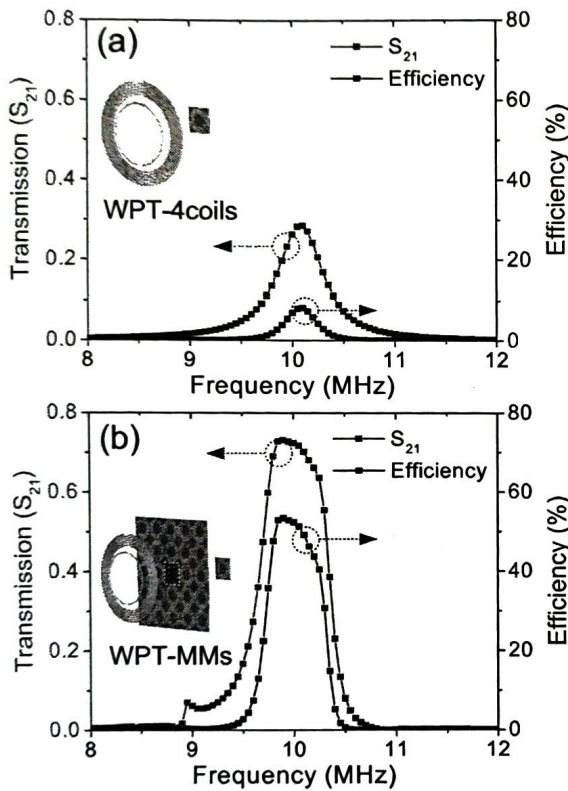 (a)
S21
Efficiency
WPT-4coils
Transmission (S21)
0.8
0.6
0.4
0.2
0.0
80
60
40
20
0
Efficiency (%)
8 9 10 11 12
Frequency (MHz)
(b)
S21
Efficiency
WPT-MMs
Transmission (S21)
0.8
0.6
0.4
0.2
0.0
80
60
40
20
0
Efficiency (%)
8 9 10 11 12
Frequency (MHz)